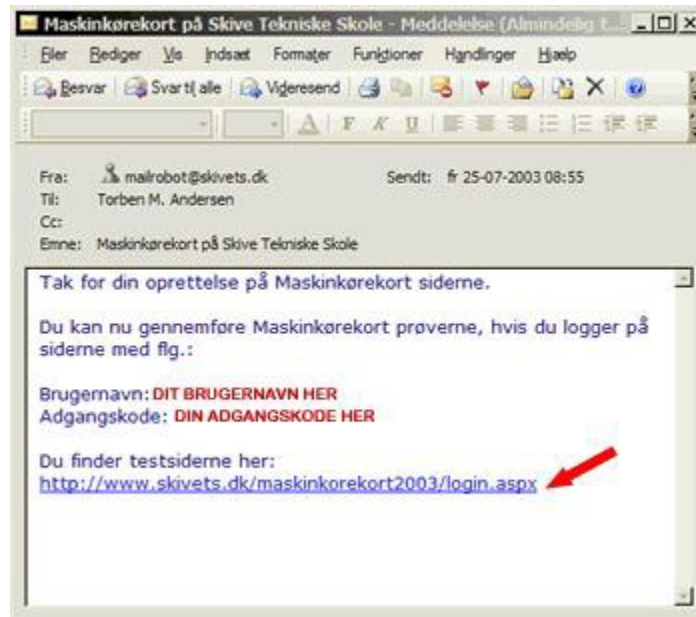 Maskinkørekort på Skive Tekniske Skole - Meddelelse (Almindelig t...
Filer Rediger Vis Indsæt Formater Funktioner Handlinger Hjælp
Besvar Svar til alle Videresend
A F K U
Fra: mailrobot@skivets.dk Sendt: fr 25-07-2003 08:55
Til: Torben M. Andersen
Cc:
Emne: Maskinkørekort på Skive Tekniske Skole
Tak for din oprettelse på Maskinkørekort siderne.
Du kan nu gennemføre Maskinkørekort prøverne, hvis du logger på
siderne med flg.:
Brugernavn: DIT BRUGERNAVN HER
Adgangskode: DIN ADGANGSKODE HER
Du finder testsiderne her:
http://www.skivets.dk/maskinkorekort2003/login.aspx